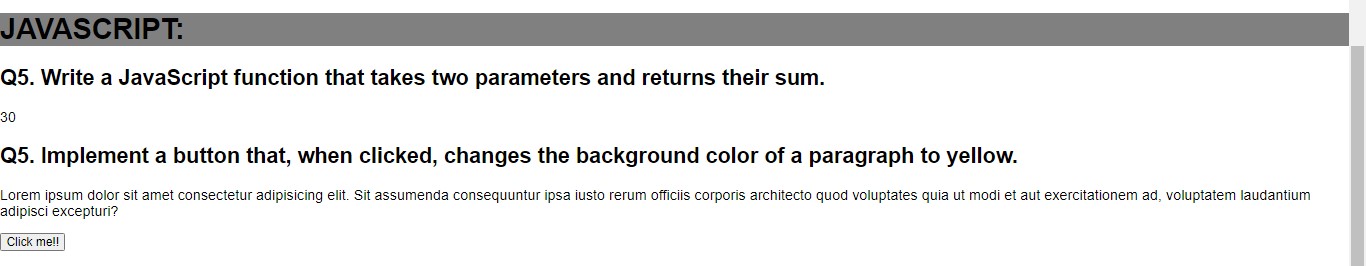 JAVASCRIPT:
Q5. Write a JavaScript function that takes two parameters and returns their sum.
30
Q5. Implement a button that, when clicked, changes the background color of a paragraph to yellow.
Lorem ipsum dolor sit amet consectetur adipisicing elit. Sit assumenda consequuntur ipsa iusto rerum officiis corporis architecto quod voluptates quia ut modi et aut exercitationem ad, voluptatem laudantium
adipisci excepturi?
Click me!!